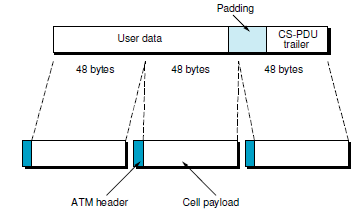 Padding
User data
CS-PDU
trailer
48 bytes
48 bytes
48 bytes
ATM header
Cell payload